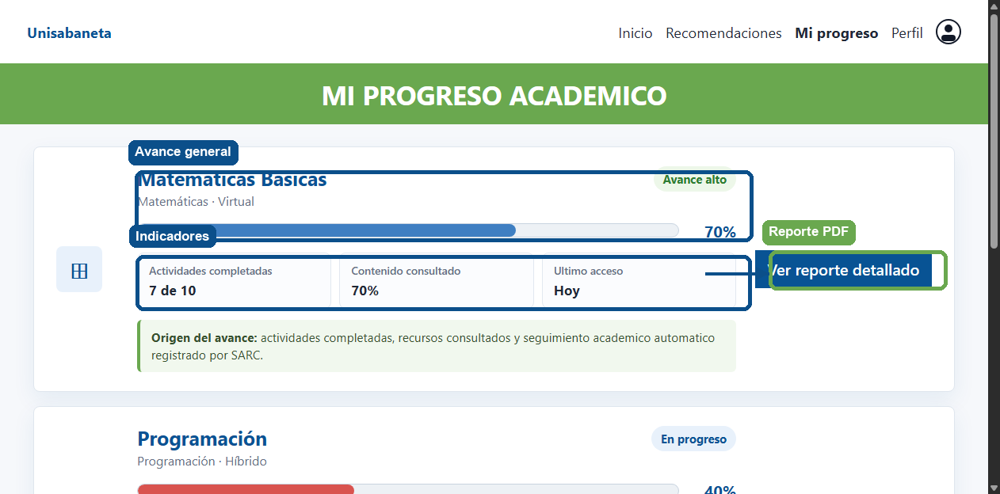 Unisabaneta
Inicio Recomendaciones Mi progreso Perfil
MI PROGRESO ACADEMICO
Avance general
Matemáticas Básicas
Avance alto
Matemáticas · Virtual
70%
Indicadores
Reporte PDF
Actividades completadas
7 de 10
Contenido consultado
70%
Ultimo acceso
Hoy
Ver reporte detallado
Origen del avance: actividades completadas, recursos consultados y seguimiento academico automatico
registrado por SARC.
Programación
En progreso
Programación · Híbrido
40%